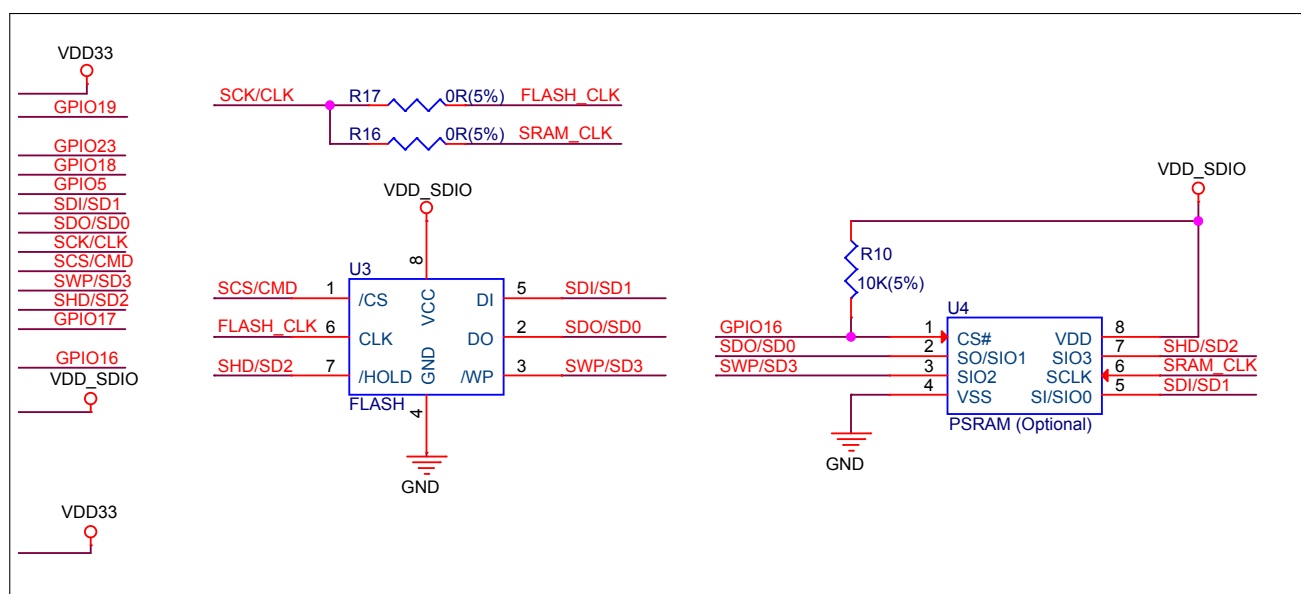 VDD33
GPIO19
GPIO23
GPIO18
GPIO5
SDI/SD1
SDO/SD0
SCK/CLK
SCS/CMD
SWP/SD3
SHD/SD2
GPIO17
GPIO16
VDD_SDIO
VDD33
SCK/CLK R17 0R(5%) FLASH_CLK
R16 0R(5%) SRAM_CLK
VDD_SDIO
8
U3
SCS/CMD 1 /CS VCC DI 5 SDI/SD1
FLASH_CLK 6 CLK DO 2 SDO/SD0
SHD/SD2 7 /HOLD GND /WP 3 SWP/SD3
FLASH
4
GND
VDD_SDIO
R10
10K(5%)
U4
GPIO16 1 CS# VDD 8
SDO/SD0 2 SO/SIO1 SIO3 7 SHD/SD2
SWP/SD3 3 SIO2 SCLK 6 SRAM_CLK
4 VSS SI/SIO0 5 SDI/SD1
PSRAM (Optional)
GND